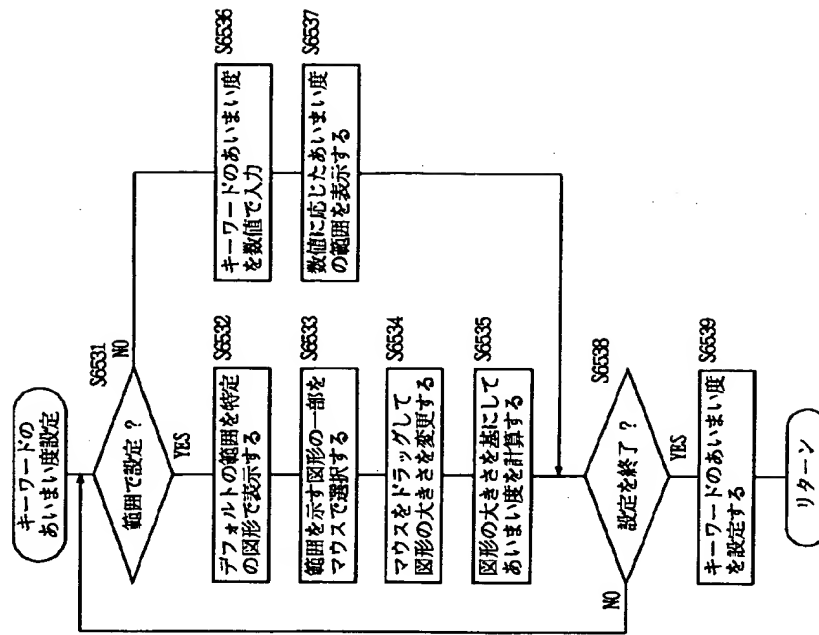 キーワードの
あいまい度設定
S6531
範囲で設定？
NO
YES
S6532
デフォルトの範囲を特定
の図形で表示する
S6533
範囲を示す図形の一部を
マウスで選択する
S6534
マウスをドラッグして
図形の大きさを変更する
S6535
図形の大きさを基にして
あいまい度を計算する
S6536
キーワードのあいまい度
を数値で入力
S6537
数値に応じたあいまい度
の範囲を表示する
S6538
設定を終了？
NO
YES
S6539
キーワードのあいまい度
を設定する
リターン